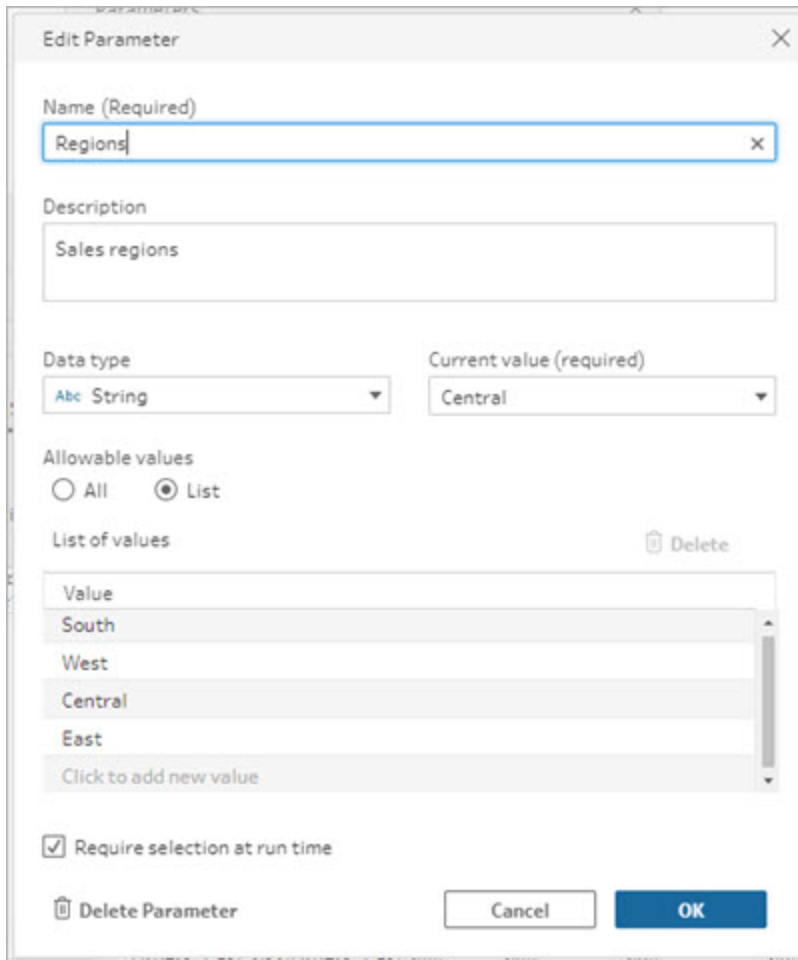 Parameters
Edit Parameter
Name (Required)
Regions
Description
Sales regions
Data type
Current value (required)
Abc String
Central
Allowable values
All List
List of values
Delete
Value
South
West
Central
East
Click to add new value
Require selection at run time
Delete Parameter
Cancel
OK